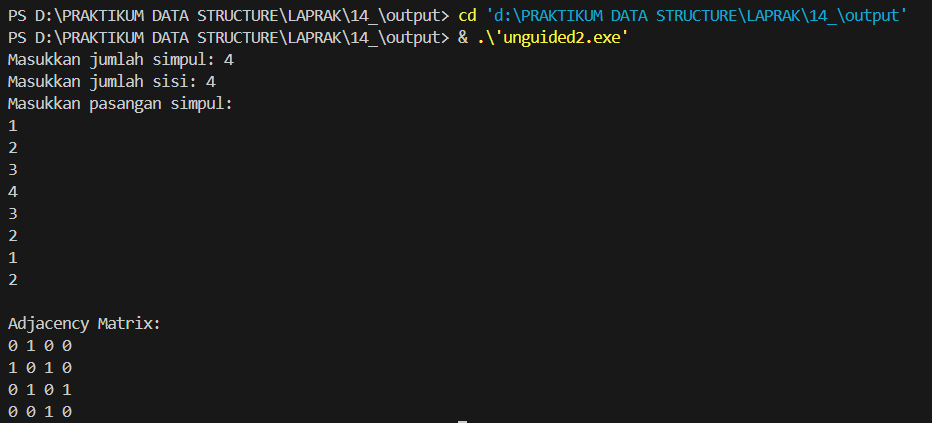 PS D:\PRAKTIKUM DATA STRUCTURE\LAPRAK\14_\output> cd 'd:\PRAKTIKUM DATA STRUCTURE\LAPRAK\14_\output'
PS D:\PRAKTIKUM DATA STRUCTURE\LAPRAK\14_\output> & .\'unguided2.exe'
Masukkan jumlah simpul: 4
Masukkan jumlah sisi: 4
Masukkan pasangan simpul:
1
2
3
4
3
2
1
2
Adjacency Matrix:
0 1 0 0
1 0 1 0
0 1 0 1
0 0 1 0